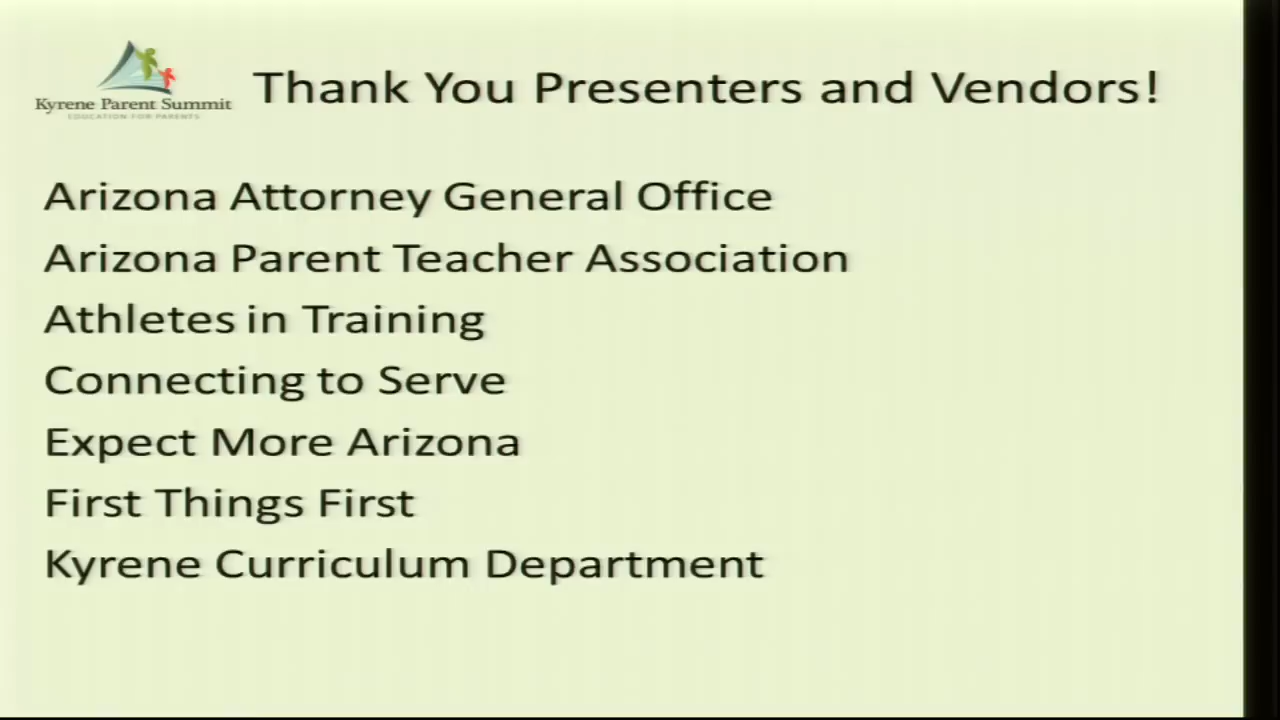 Thank You Presenters and Vendors!
Kyrene Parent Summit
EDUCATION FOR PARENTS
Arizona Attorney General Office
Arizona Parent Teacher Association
Athletes in Training
Connecting to Serve
Expect More Arizona
First Things First
Kyrene Curriculum Department